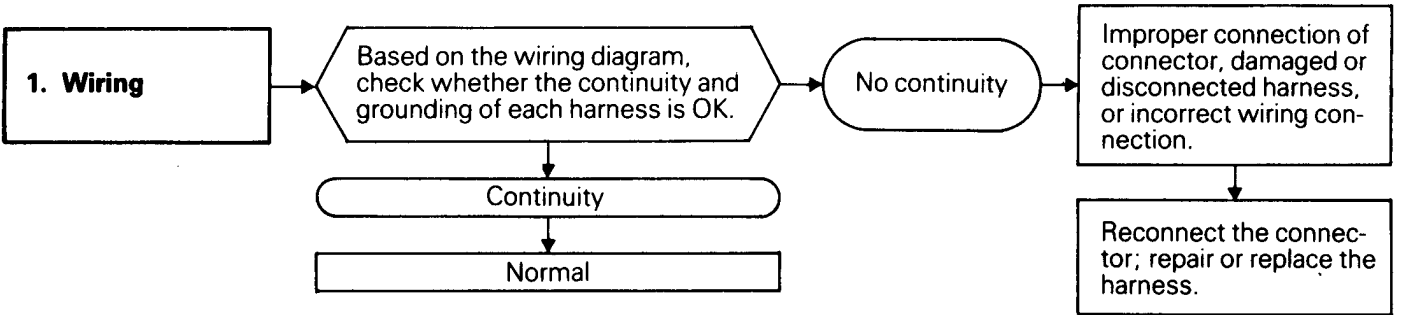 1. Wiring
Based on the wiring diagram,
check whether the continuity and
grounding of each harness is OK.
No continuity
Improper connection of
connector, damaged or
disconnected harness,
or incorrect wiring con-
nection.
Continuity
Normal
Reconnect the connec-
tor; repair or replace the
harness.